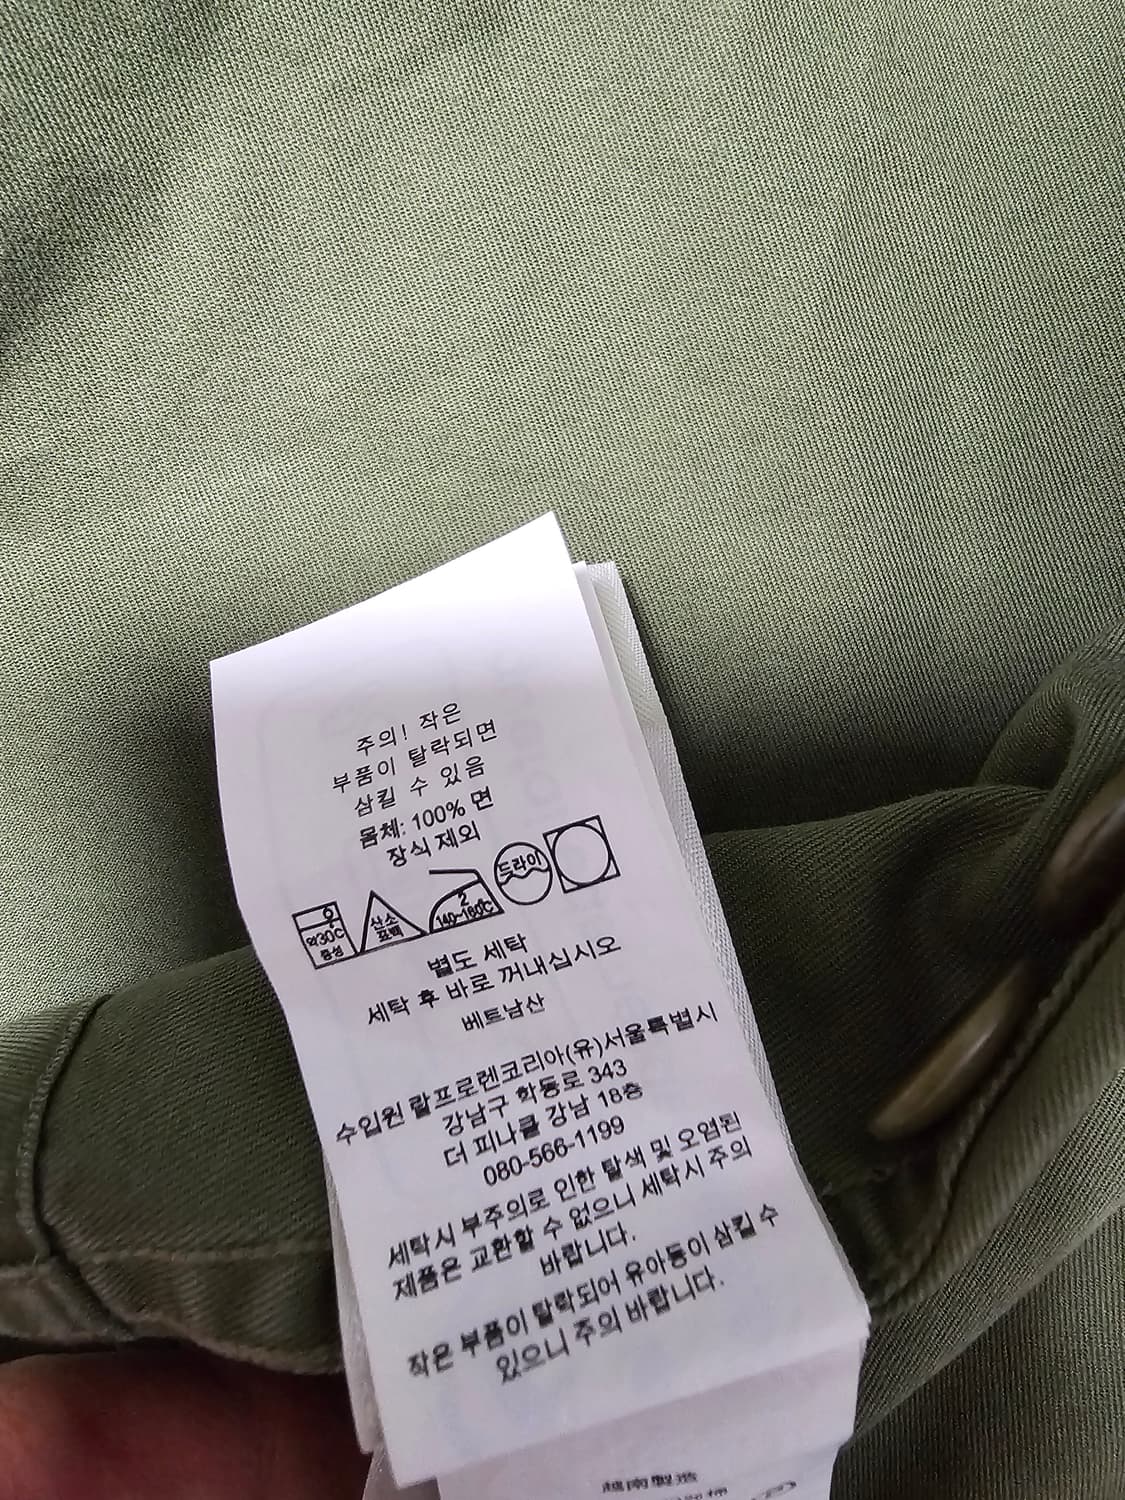 주의! 작은
부품이 탈락되면
삼킬 수 있음
몸체: 100% 면
장식 제외
약30℃
중성
산소
표백
2
140~160℃
드라이
별도 세탁
세탁 후 바로 꺼내십시오
베트남산
수입원 랄프로렌코리아(유)서울특별시
강남구 학동로 343
더 피나클 강남 18층
080-566-1199
세탁시 부주의로 인한 탈색 및 오염된
제품은 교환할 수 없으니 세탁시 주의
바랍니다.
작은 부품이 탈락되어 유아동이 삼킬 수
있으니 주의 바랍니다.
越南製造